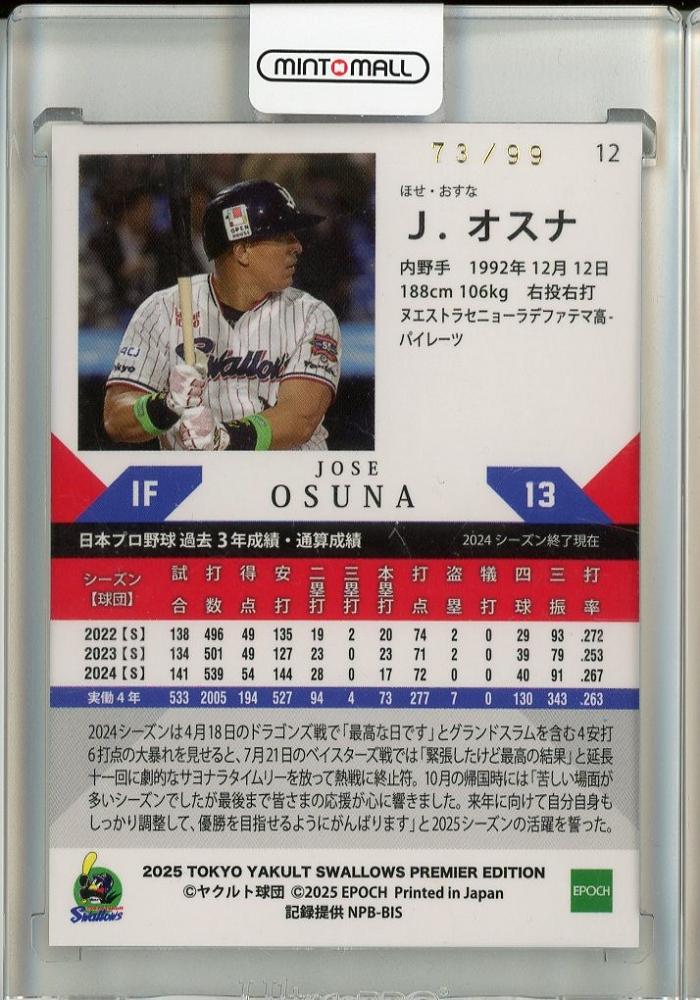 MINTOMALL
73/99
12
ほせ・おすな
J. オスナ
内野手 1992年12月12日
188cm 106kg 右投右打
ヌエストラセニョーラデファテマ高-
パイレーツ
OPEN HOUSE
Swallows
JOSE
OSUNA
IF
13
日本プロ野球 過去3年成績・通算成績 2024 シーズン終了現在
シーズン【球団】 試合 打数 得点 安打 二塁打 三塁打 本塁打 打点 盗塁 犠打 四球 三振 打率
2022【S】 138 496 49 135 19 2 20 74 2 0 29 93 .272
2023【S】 134 501 49 127 23 0 23 71 2 0 39 79 .253
2024【S】 141 539 54 144 28 0 17 72 0 0 40 91 .267
実働4年 533 2005 194 527 94 4 73 277 7 0 130 343 .263
2024シーズンは4月18日のドラゴンズ戦で「最高な日です」とグランドスラムを含む4安打
6打点の大暴れを見せると、7月21日のベイスターズ戦では「緊張したけど最高の結果」と延長
十一回に劇的なサヨナラタイムリーを放って熱戦に終止符。10月の帰国時には「苦しい場面が
多いシーズンでしたが最後まで皆さまの応援が心に響きました。来年に向けて自分自身も
しっかり調整して、優勝を目指せるようにがんばります」と2025シーズンの活躍を誓った。
2025 TOKYO YAKULT SWALLOWS PREMIER EDITION
©ヤクルト球団 ©2025 EPOCH Printed in Japan
記録提供 NPB-BIS
Swallows
EPOCH